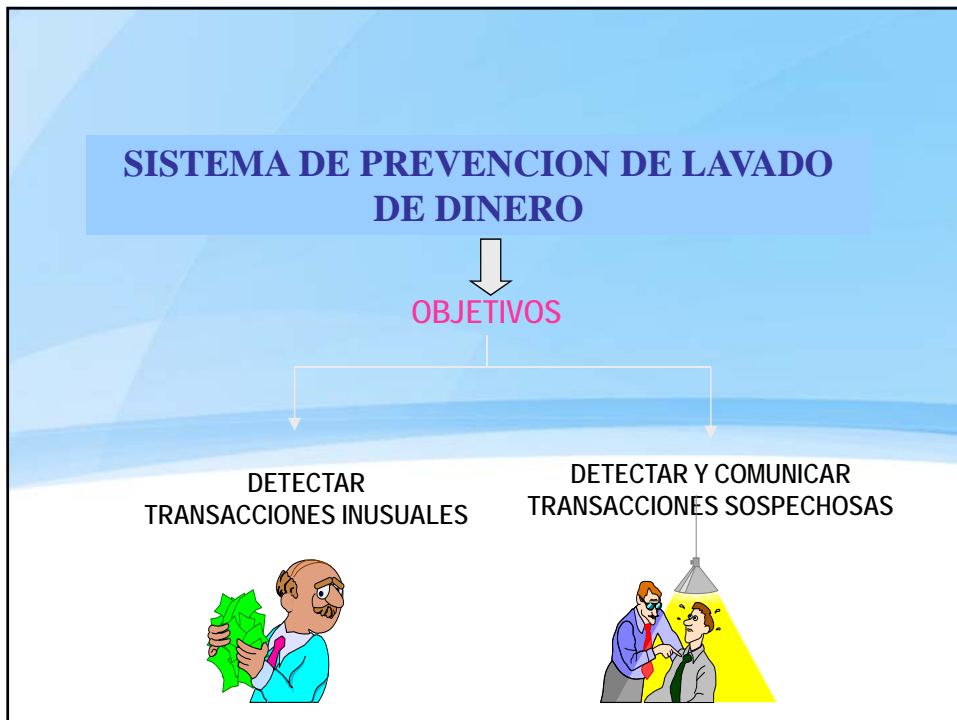 SISTEMA DE PREVENCION DE LAVADO
DE DINERO
OBJETIVOS
DETECTAR
TRANSACCIONES INUSUALES
DETECTAR Y COMUNICAR
TRANSACCIONES SOSPECHOSAS